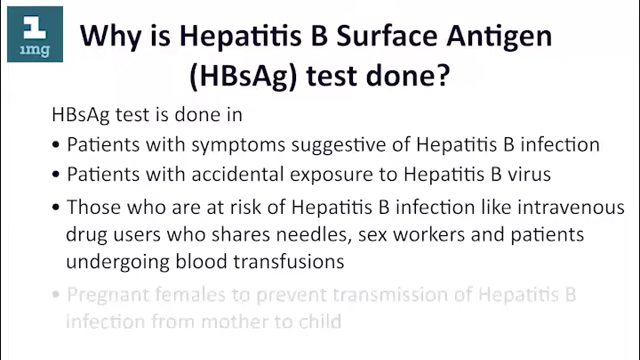 1
1mg
Why is Hepatitis B Surface Antigen
(HBsAg) test done?
HBsAg test is done in
• Patients with symptoms suggestive of Hepatitis B infection
• Patients with accidental exposure to Hepatitis B virus
• Those who are at risk of Hepatitis B infection like intravenous
drug users who shares needles, sex workers and patients
undergoing blood transfusions
• Pregnant females to prevent transmission of Hepatitis B
infection from mother to child